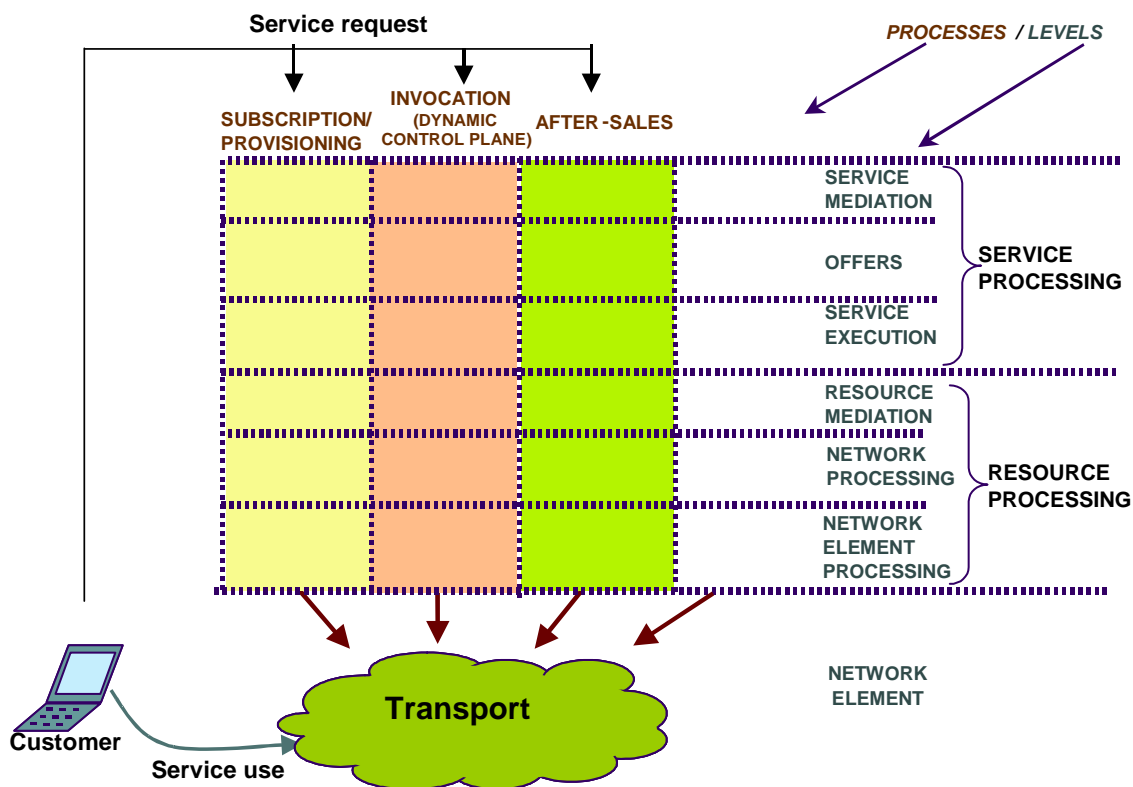 Service request
PROCESSES / LEVELS
SUBSCRIPTION/
PROVISIONING
INVOCATION
(DYNAMIC
CONTROL PLANE)
AFTER -SALES
SERVICE
MEDIATION
OFFERS
SERVICE
EXECUTION
SERVICE
PROCESSING
RESOURCE
MEDIATION
NETWORK
PROCESSING
NETWORK
ELEMENT
PROCESSING
RESOURCE
PROCESSING
NETWORK
ELEMENT
Transport
Customer
Service use